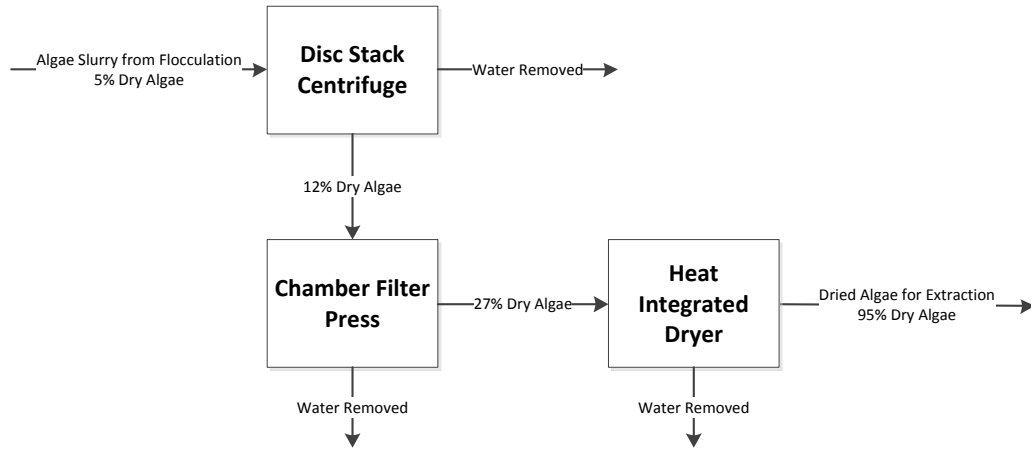 Algae Slurry from Flocculation
5% Dry Algae
Disc Stack
Centrifuge
Water Removed
12% Dry Algae
Chamber Filter
Press
27% Dry Algae
Heat
Integrated
Dryer
Dried Algae for Extraction
95% Dry Algae
Water Removed
Water Removed